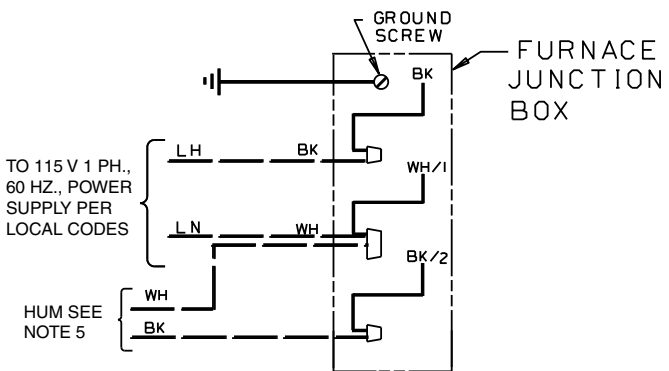 GROUND
SCREW
FURNACE
JUNCTION
BOX
BK
LH
BK
TO 115 V 1 PH.,
60 HZ., POWER
SUPPLY PER
LOCAL CODES
WH/1
LN
WH
BK/2
WH
HUM SEE
NOTE 5
BK